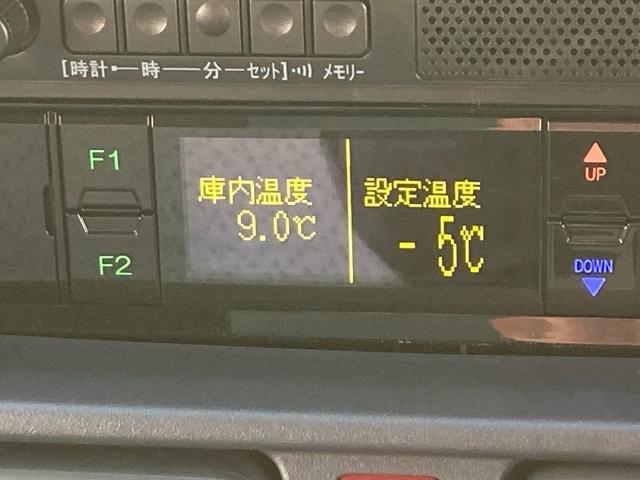 [時計 時 分 セット] メモリー
F1
UP
庫内温度 設定温度
9.0℃ -5℃
F2
DOWN